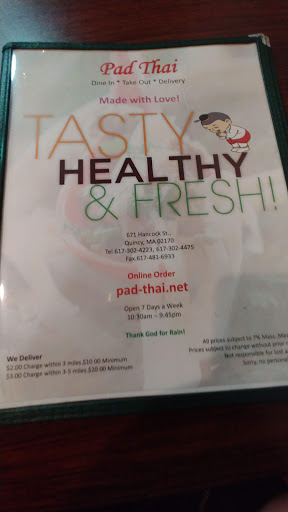 Pad Thai
Dine In * Take Out * Delivery
Made with Love!
TASTY
HEALTHY
& FRESH!
671 Hancock St.,
Quincy, MA 02170
Tel.617-302-4223, 617-302-4475
Fax.617-481-6933
Online Order
pad-thai.net
Open 7 Days a Week
10:30am – 9:45pm
Thank God for Rain!
We Deliver
$2.00 Charge within 3 miles $10.00 Minimum
$3.00 Charge within 3-5 miles $20.00 Minimum
All prices subject to 7% Mass. Mea
Prices subject to change without prior
Not responsible for lost
Sorry, no persona